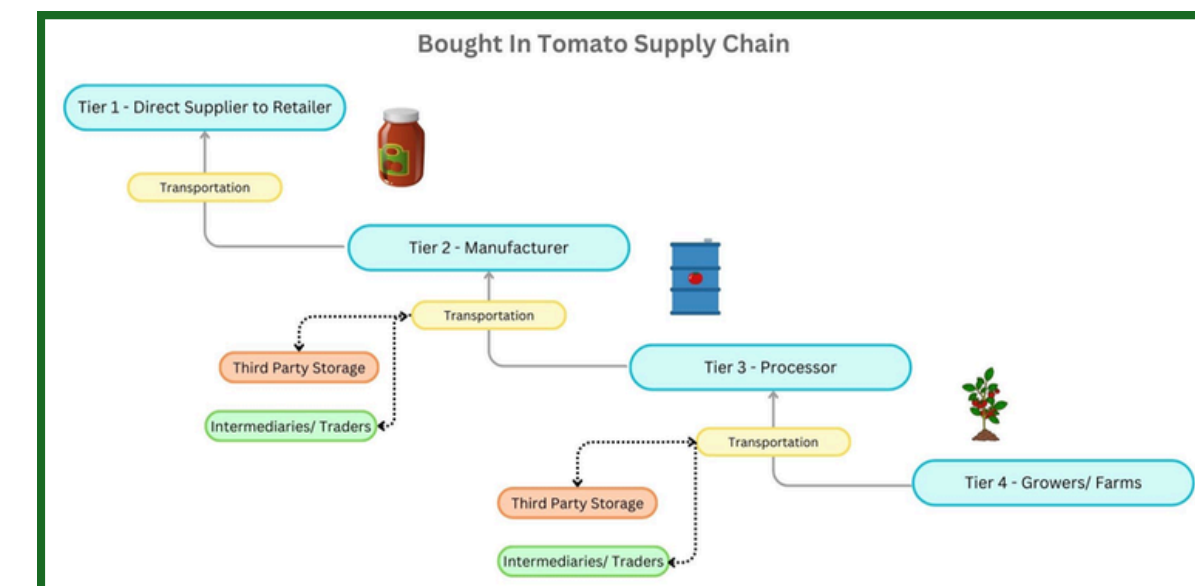 Bought In Tomato Supply Chain
Tier 1 - Direct Supplier to Retailer
Transportation
Tier 2 - Manufacturer
Transportation
Third Party Storage
Tier 3 - Processor
Intermediaries/ Traders
Transportation
Tier 4 - Growers/ Farms
Third Party Storage
Intermediaries/ Traders